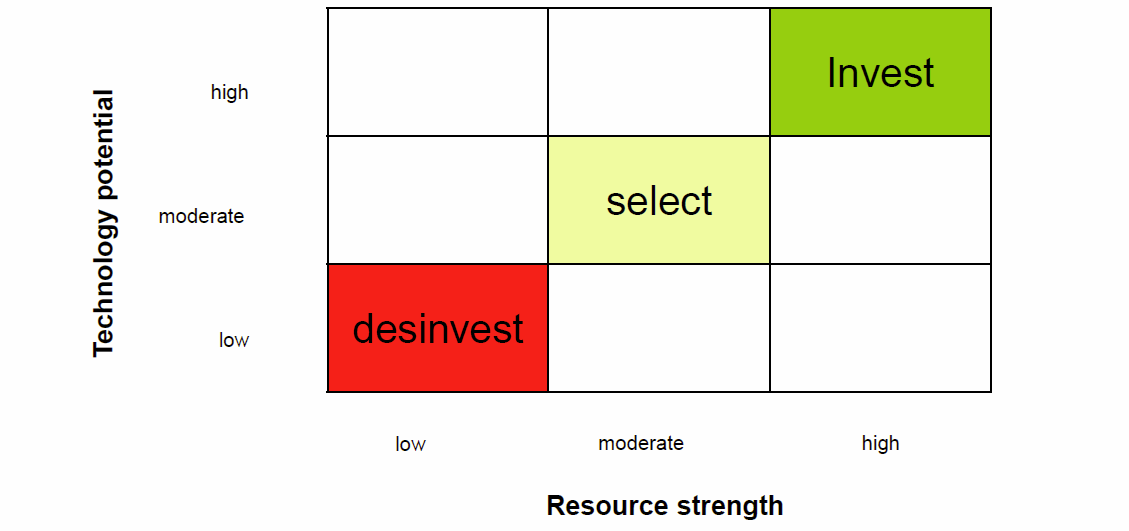 Technology potential
high
Invest
moderate
select
low
desinvest
low
moderate
high
Resource strength